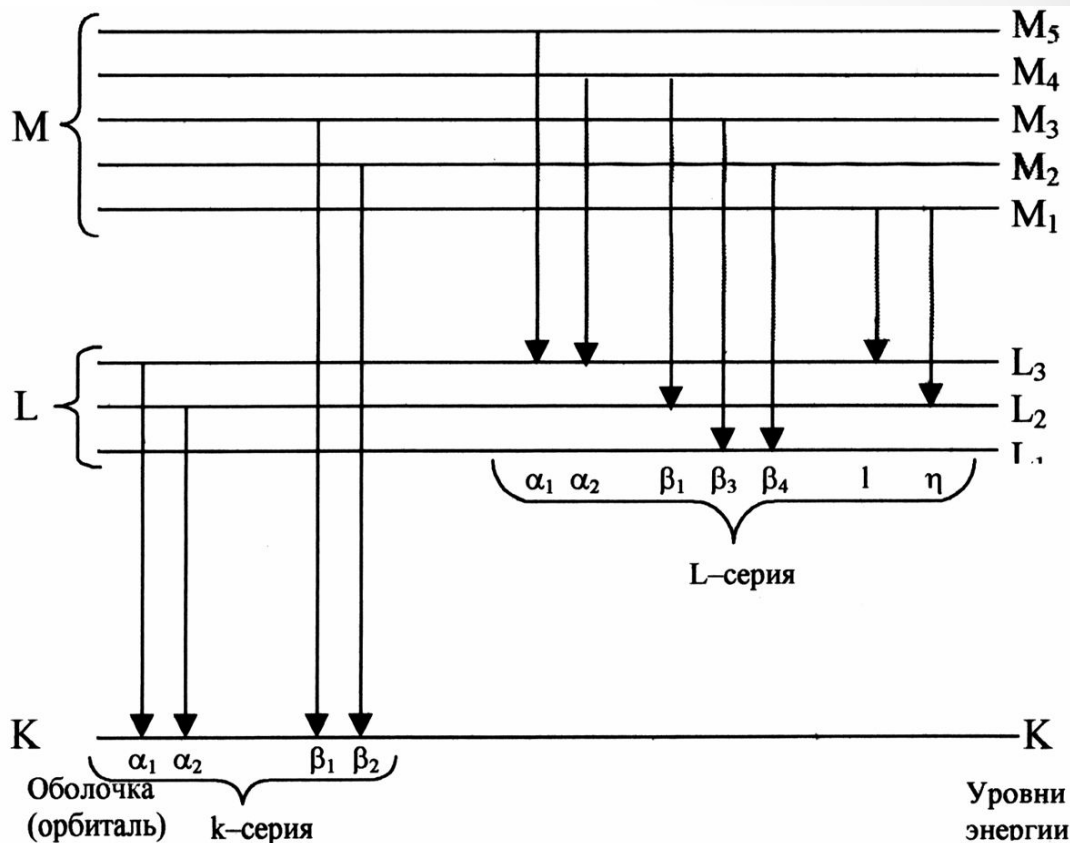 M
M₅
M₄
M₃
M₂
M₁
L
L₃
L₂
L₁
α₁ α₂ β₁ β₃ β₄ l η
L–серия
K
K
α₁ α₂ β₁ β₂
Оболочка
(орбиталь)
k–серия
Уровни
энергии